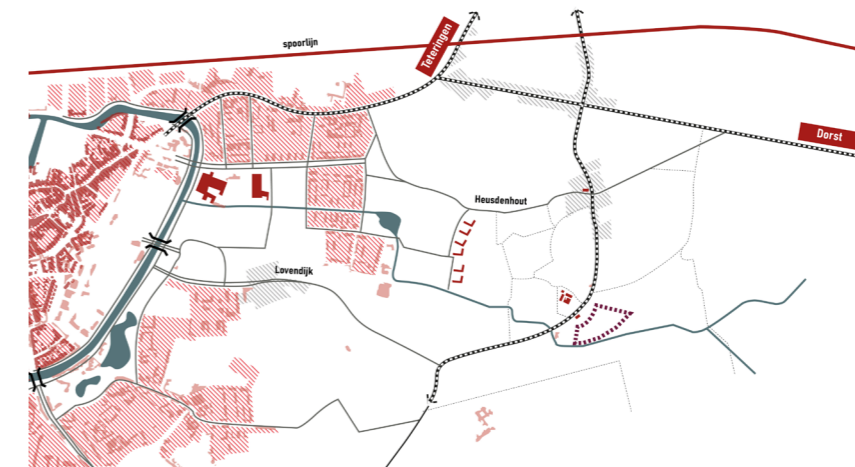 spoorlijn
Teteringen
Dorst
Heusdenhout
Lovendijk